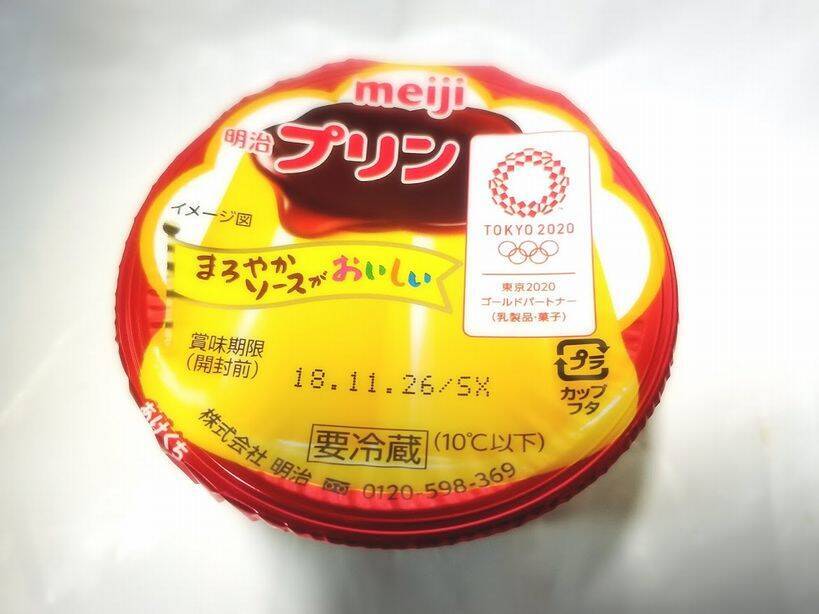 meiji
明治 プリン
イメージ図
まろやか
ソースが おいしい
TOKYO 2020
東京2020
ゴールドパートナー
(乳製品・菓子)
賞味期限
(開封前)
18.11.26/SX
プラ
カップ
フタ
あけくち
要冷蔵 (10℃以下)
株式会社 明治 0120-598-369